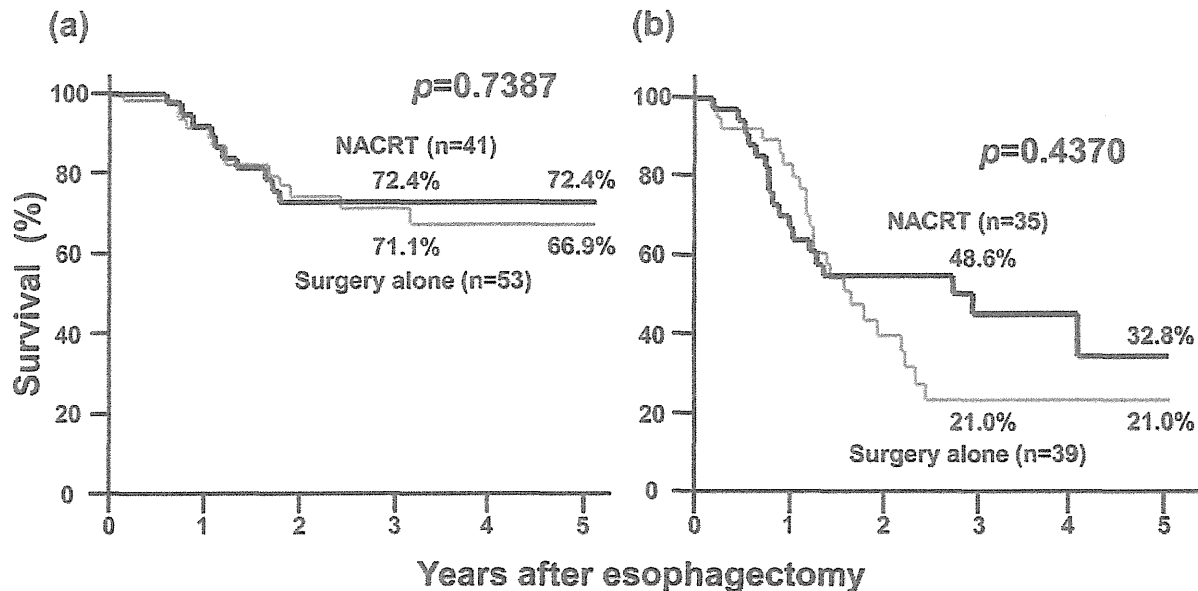 (a)
p=0.7387
100
80
60
40
20
0
Survival (%)
NACRT (n=41)
72.4% 72.4%
71.1% 66.9%
Surgery alone (n=53)
0 1 2 3 4 5
(b)
p=0.4370
100
80
60
40
20
0
NACRT (n=35)
48.6%
32.8%
21.0% 21.0%
Surgery alone (n=39)
0 1 2 3 4 5
Years after esophagectomy